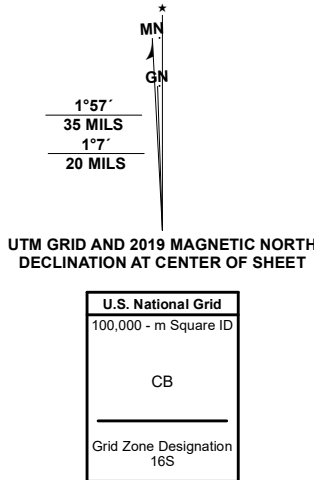 MN
GN
1°57´
35 MILS
1°7´
20 MILS
UTM GRID AND 2019 MAGNETIC NORTH
DECLINATION AT CENTER OF SHEET
U.S. National Grid
100,000 - m Square ID
CB
Grid Zone Designation
16S